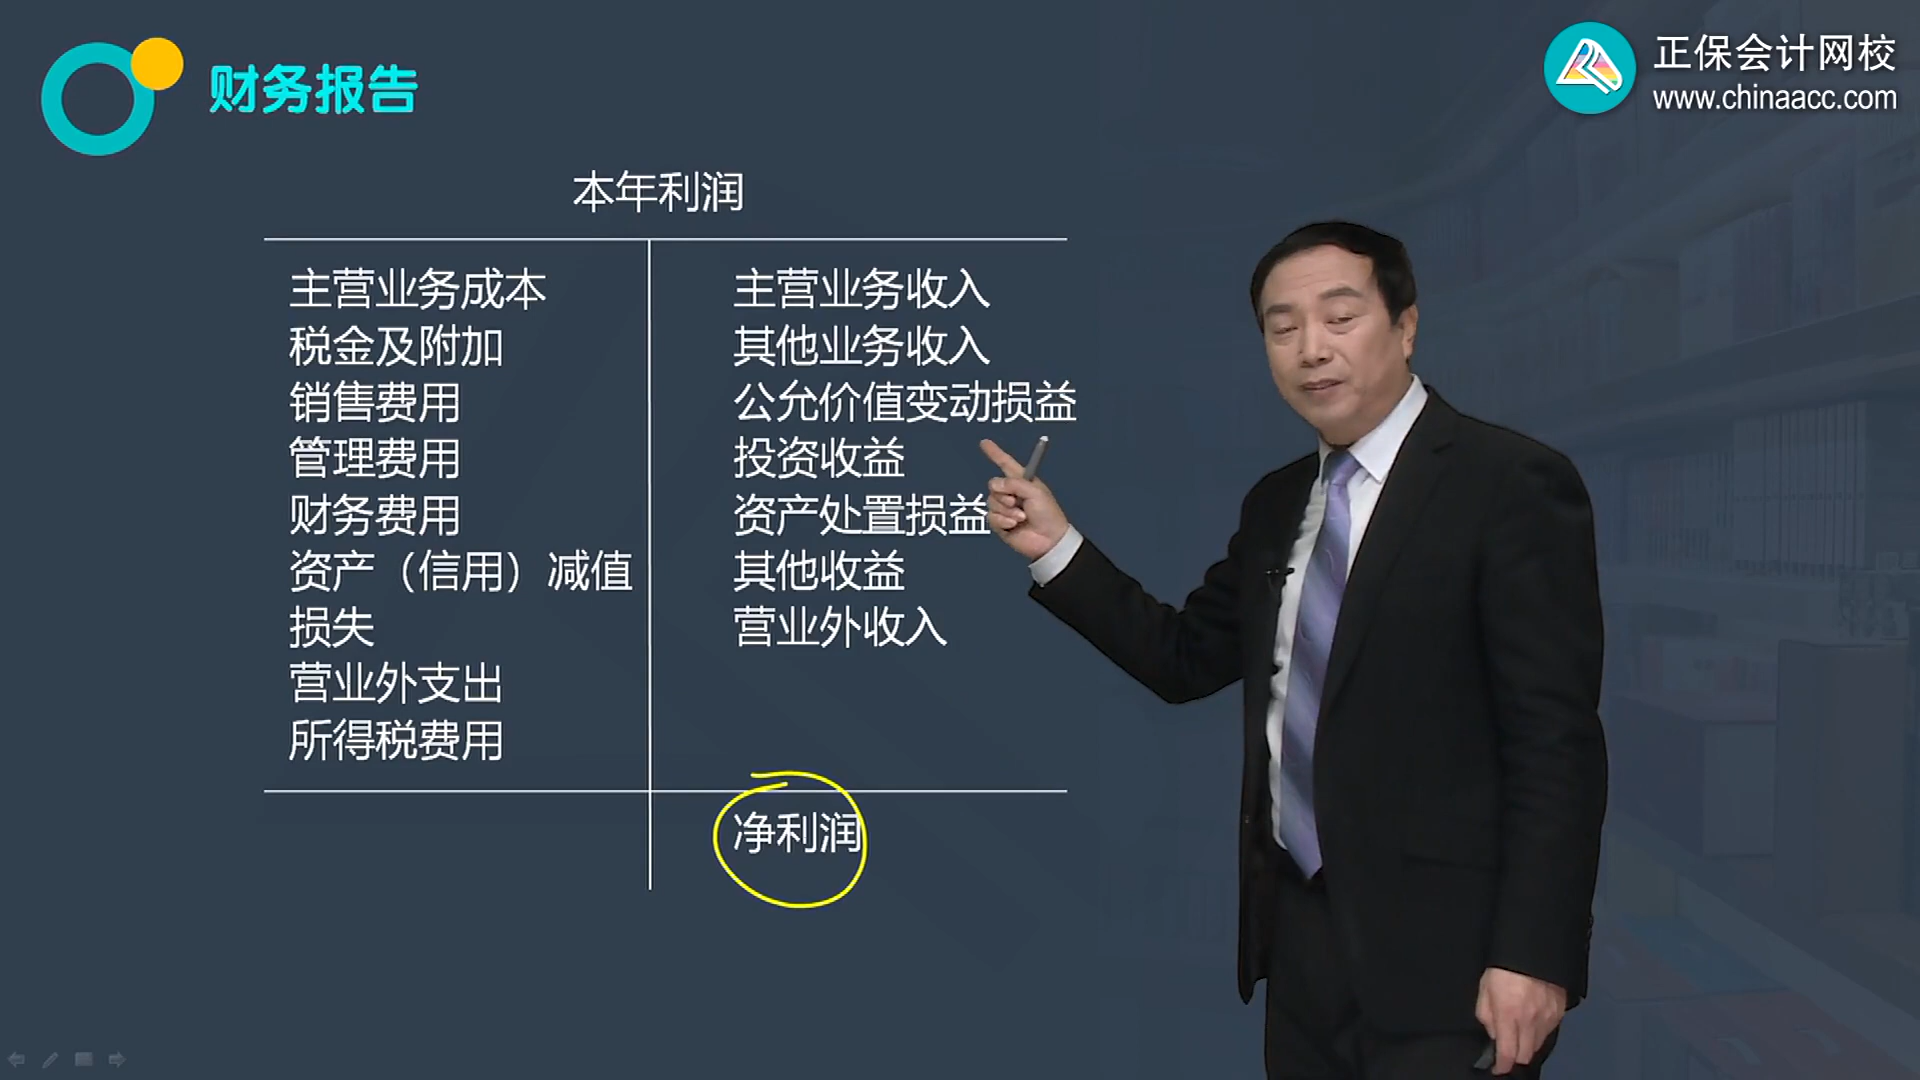 财务报告
正保会计网校
www.chinaacc.com
本年利润
主营业务成本
税金及附加
销售费用
管理费用
财务费用
资产（信用）减值
损失
营业外支出
所得税费用
主营业务收入
其他业务收入
公允价值变动损益
投资收益
资产处置损益
其他收益
营业外收入
净利润